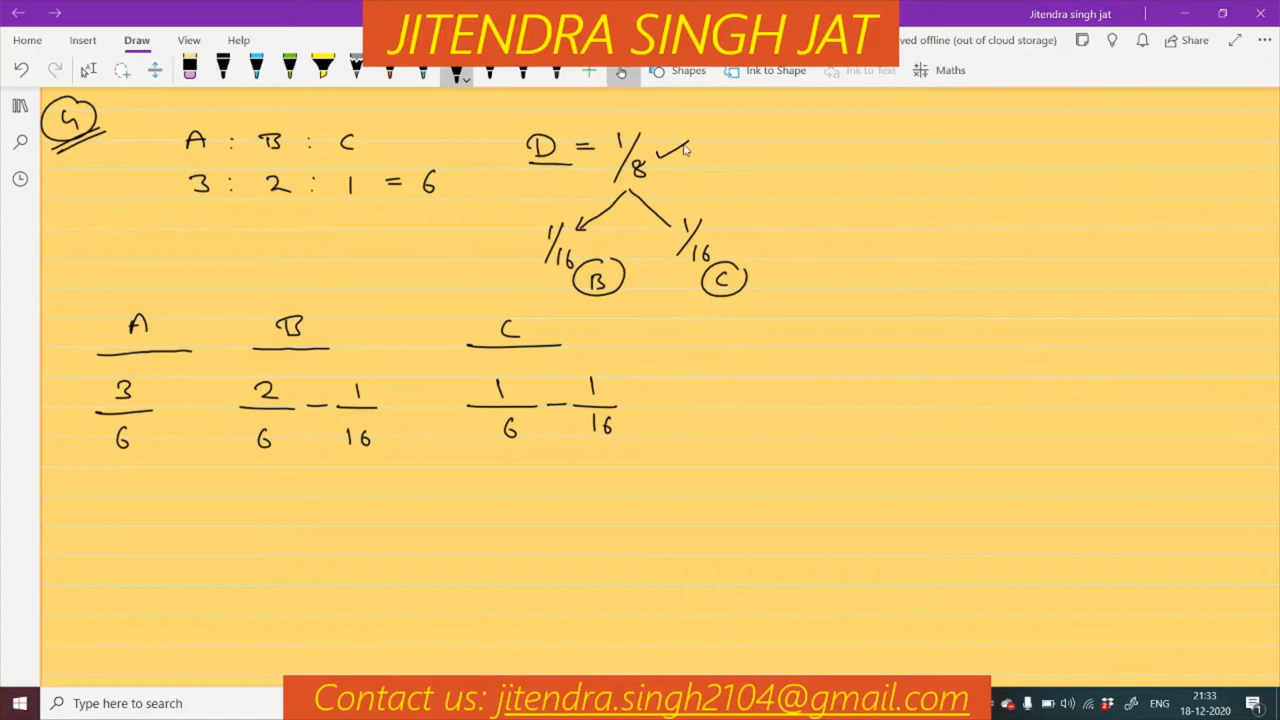 Jitendra singh jat
JITENDRA SINGH JAT
Home Insert Draw View Help
ved offline (out of cloud storage)
Share
Shapes
Ink to Shape
Ink to Text
Maths
A : B : C
3 : 2 : 1 = 6
D = 1/8
1/16 B 1/16 C
A B C
3/6 2/6 - 1/16 1/6 - 1/16
Contact us: jitendra.singh2104@gmail.com
Type here to search
ENG
21:33
18-12-2020
1